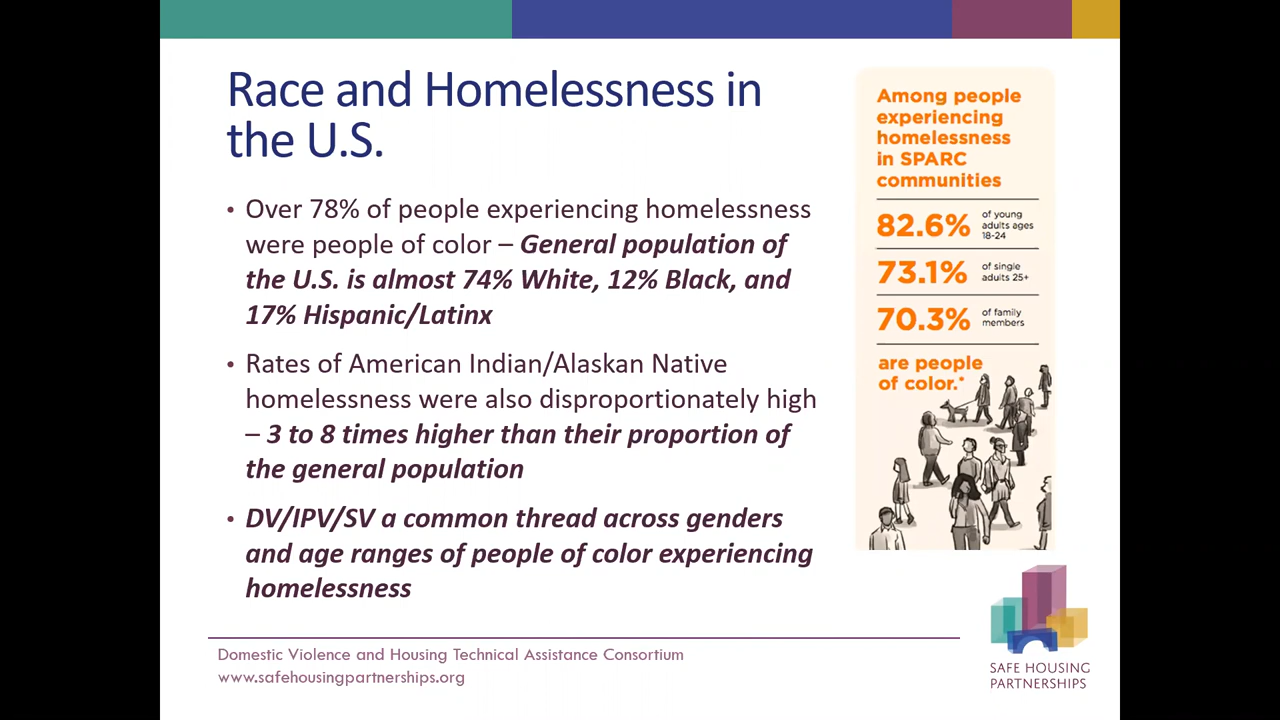 Race and Homelessness in
the U.S.
• Over 78% of people experiencing homelessness
were people of color – General population of
the U.S. is almost 74% White, 12% Black, and
17% Hispanic/Latinx
• Rates of American Indian/Alaskan Native
homelessness were also disproportionately high
– 3 to 8 times higher than their proportion of
the general population
• DV/IPV/SV a common thread across genders
and age ranges of people of color experiencing
homelessness
Among people
experiencing
homelessness
in SPARC
communities
82.6% of young
adults ages
18-24
73.1% of single
adults 25+
70.3% of family
members
are people
of color.*
Domestic Violence and Housing Technical Assistance Consortium
www.safehousingpartnerships.org
SAFE HOUSING
PARTNERSHIPS